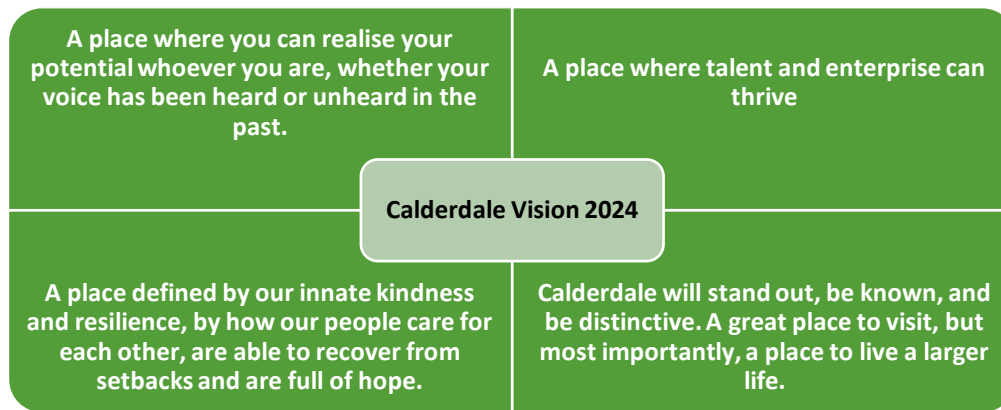 A place where you can realise your
potential whoever you are, whether your
voice has been heard or unheard in the
past.
A place where talent and enterprise can
thrive
Calderdale Vision 2024
A place defined by our innate kindness
and resilience, by how our people care for
each other, are able to recover from
setbacks and are full of hope.
Calderdale will stand out, be known, and
be distinctive. A great place to visit, but
most importantly, a place to live a larger
life.